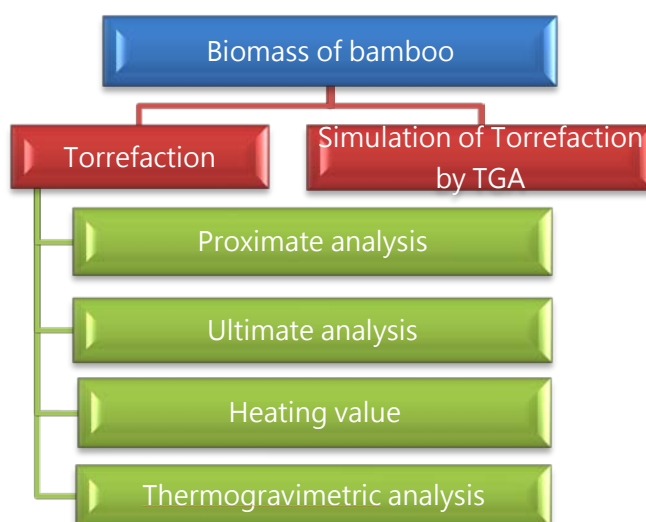 Biomass of bamboo
Torrefaction
Simulation of Torrefaction
by TGA
Proximate analysis
Ultimate analysis
Heating value
Thermogravimetric analysis